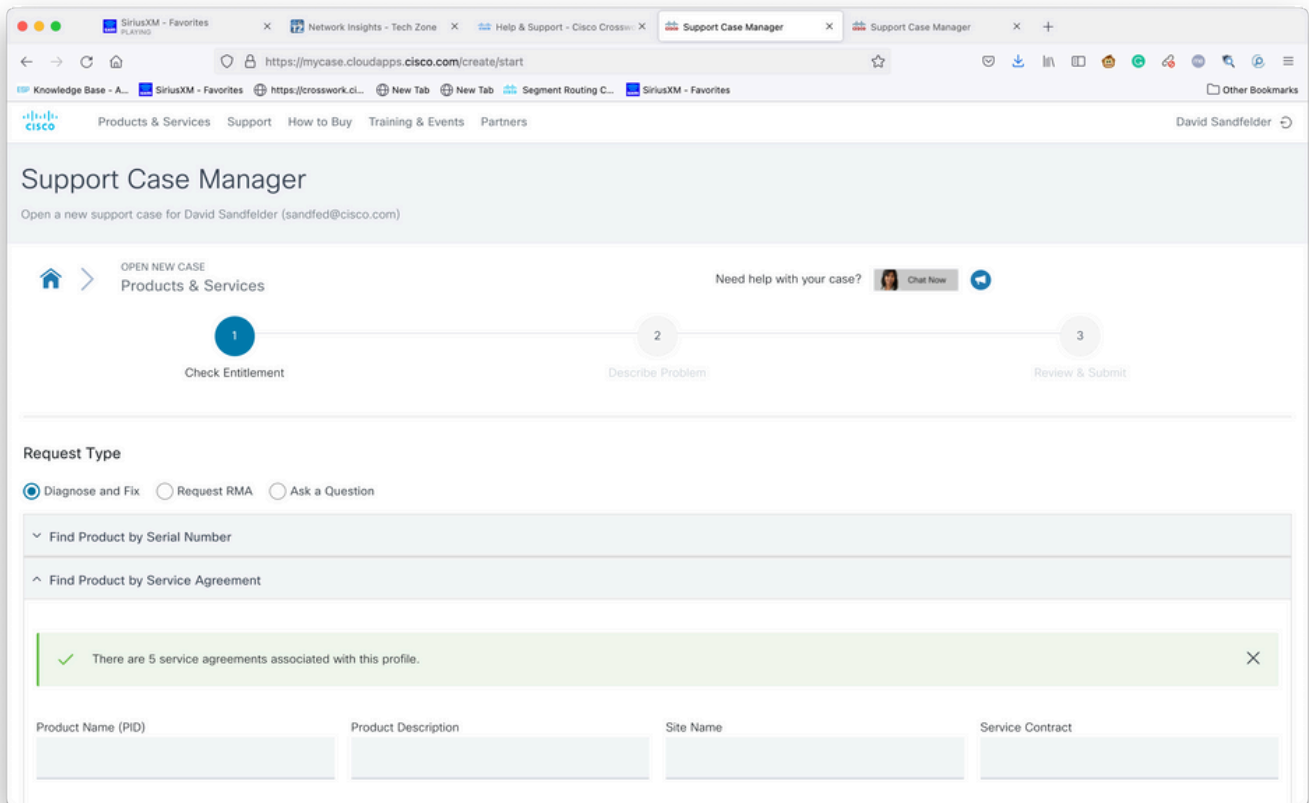 SiriusXM - Favorites
PLAYING
Network Insights - Tech Zone
Help & Support - Cisco Crosswo
Support Case Manager
Support Case Manager
https://mycase.cloudapps.cisco.com/create/start
Knowledge Base - A...
SiriusXM - Favorites
https://crosswork.ci...
New Tab
New Tab
Segment Routing C...
SiriusXM - Favorites
Other Bookmarks
CISCO
Products & Services
Support
How to Buy
Training & Events
Partners
David Sandfelder
Support Case Manager
Open a new support case for David Sandfelder (sandfed@cisco.com)
OPEN NEW CASE
Products & Services
Need help with your case?
Chat Now
1
2
3
Check Entitlement
Describe Problem
Review & Submit
Request Type
Diagnose and Fix
Request RMA
Ask a Question
Find Product by Serial Number
Find Product by Service Agreement
There are 5 service agreements associated with this profile.
Product Name (PID)
Product Description
Site Name
Service Contract